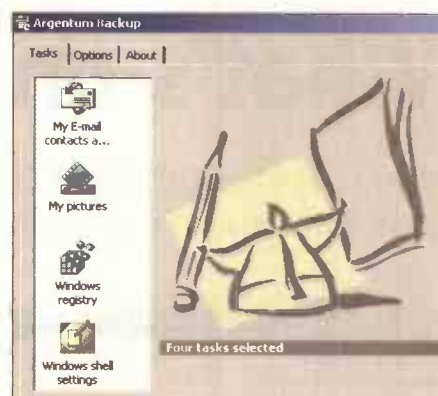 Argentum Backup
Tasks Options About
My E-mail
contacts a...
My pictures
Windows
registry
Windows shell
settings
Four tasks selected